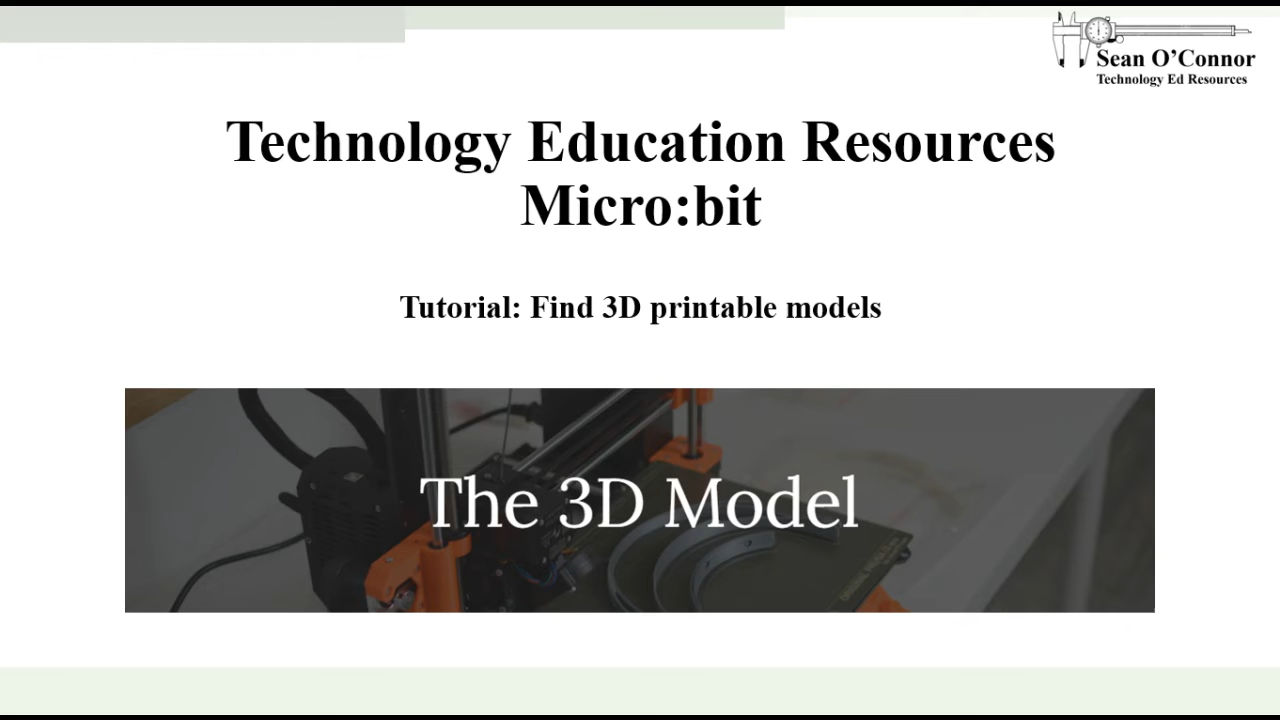 Sean O’Connor
Technology Ed Resources
Technology Education Resources
Micro:bit
Tutorial: Find 3D printable models
The 3D Model